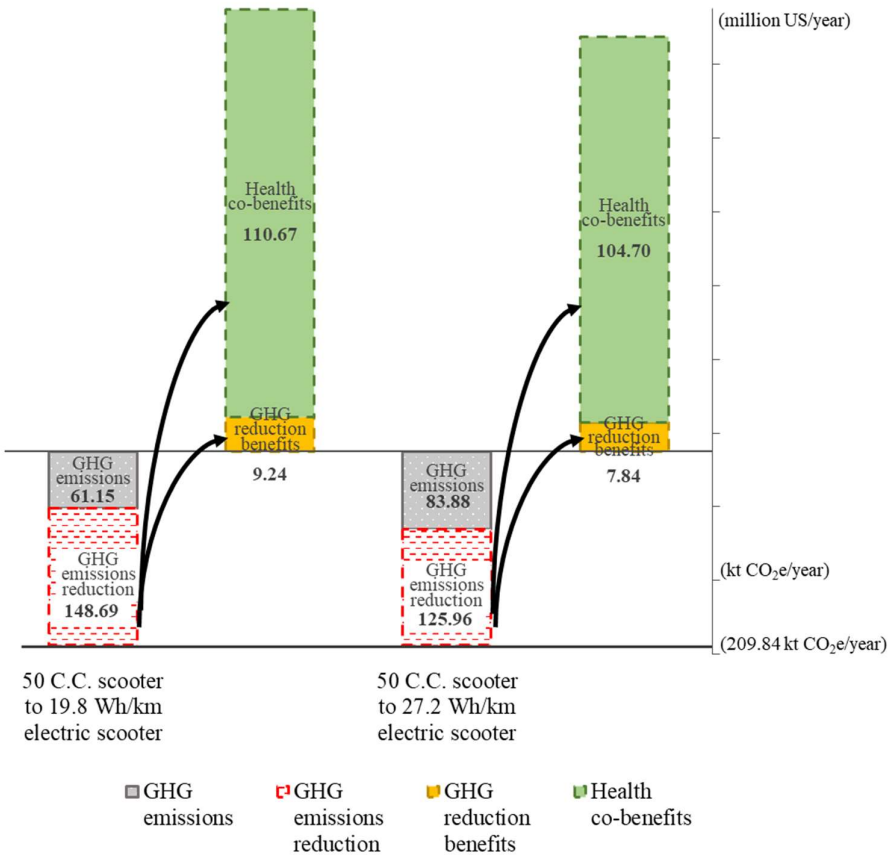 (million US/year)
Health
co-benefits
110.67
Health
co-benefits
104.70
GHG
reduction
benefits
9.24
GHG
reduction
benefits
7.84
GHG
emissions
61.15
GHG
emissions
83.88
GHG
emissions
reduction
148.69
GHG
emissions
reduction
125.96
(kt CO₂e/year)
(209.84 kt CO₂e/year)
50 C.C. scooter
to 19.8 Wh/km
electric scooter
50 C.C. scooter
to 27.2 Wh/km
electric scooter
GHG
emissions
GHG
emissions
reduction
GHG
reduction
benefits
Health
co-benefits